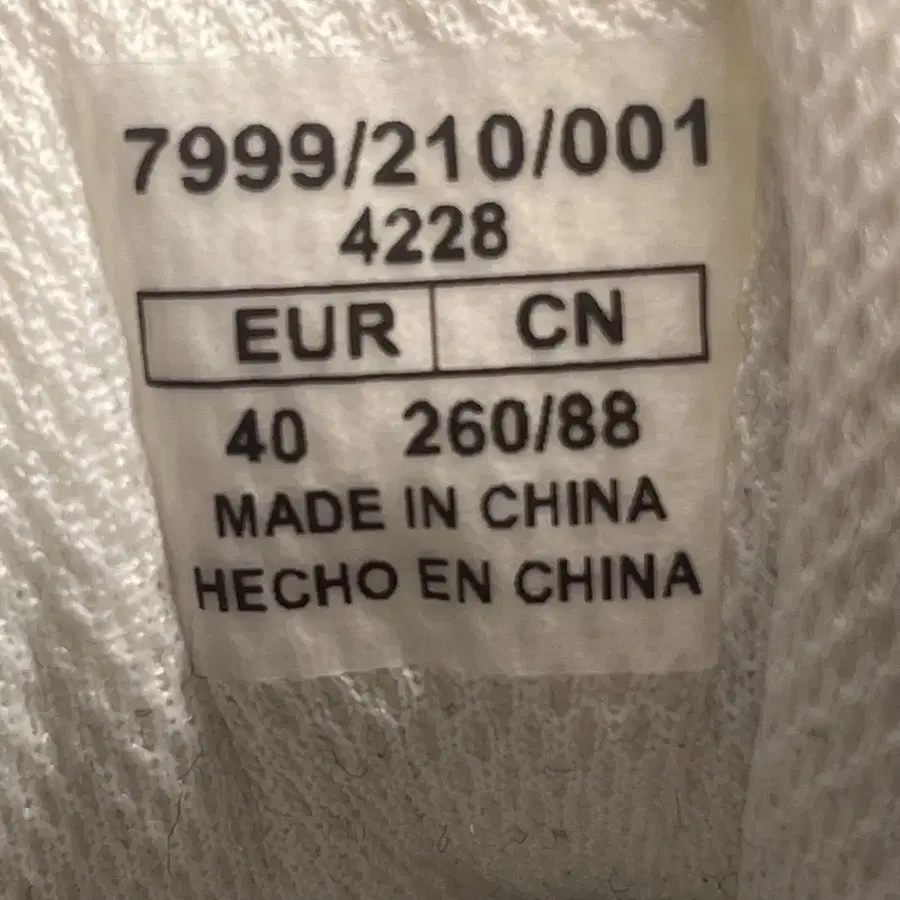 7999/210/001
4228
EUR CN
40 260/88
MADE IN CHINA
HECHO EN CHINA